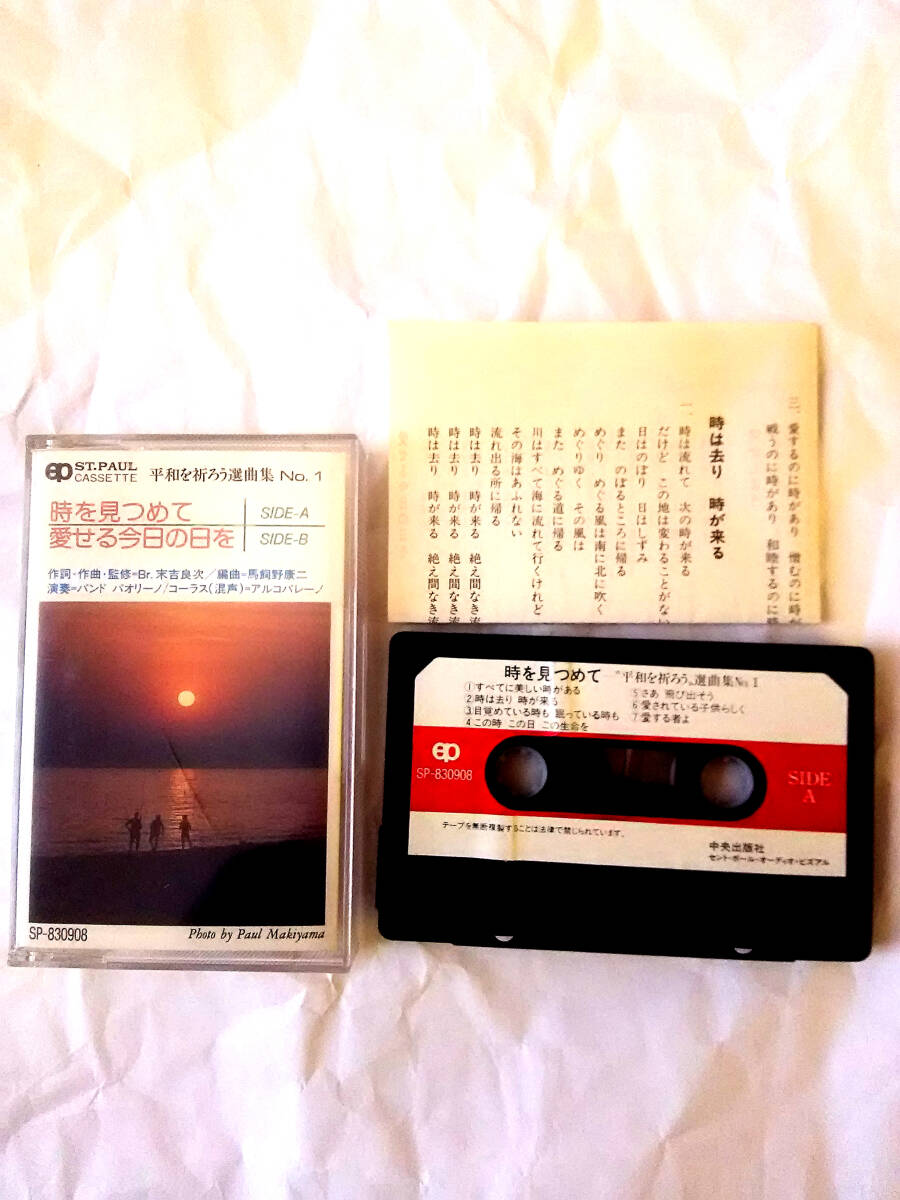 ep ST.PAUL
CASSETTE
平和を祈ろう選曲集 No.1
時を見つめて
SIDE-A
愛せる今日の日を
SIDE-B
作詞・作曲・監修=Br.末吉良次/編曲=馬飼野康二
演奏=バンド パオリーノ/コーラス(混声)=アルコバレーノ
SP-830908
Photo by Paul Makiyama
三、愛するのに時があり 憎むのに時が
戦うのに時があり 和睦するのに時
時は去り 時が来る
一、時は流れて 次の時が来る
だけど この地は変わることがない
日はのぼり 日はしずみ
また のぼるところに帰る
めぐり めぐる風は南に北に吹く
めぐりゆく その風は
また めぐる道に帰る
川はすべて海に流れて行くけれど
その海はあふれない
流れ出る所に帰る
時は去り 時が来る 絶え間なき流
時は去り 時が来る 絶え間なき流
時は去り 時が来る 絶え間なき流
時を見つめて
"平和を祈ろう"選曲集No.1
①すべてに美しい時がある
2.時は去り 時が来る
3.目覚めている時も 眠っている時も
4.この時 この日 この生命を
5.さあ 飛び出そう
6.愛されている子供らしく
7.愛する者よ
ep
SP-830908
SIDE
A
テープを無断複製することは法律で禁じられています。
中央出版社
セント・ポール・オーディオ・ビズアル